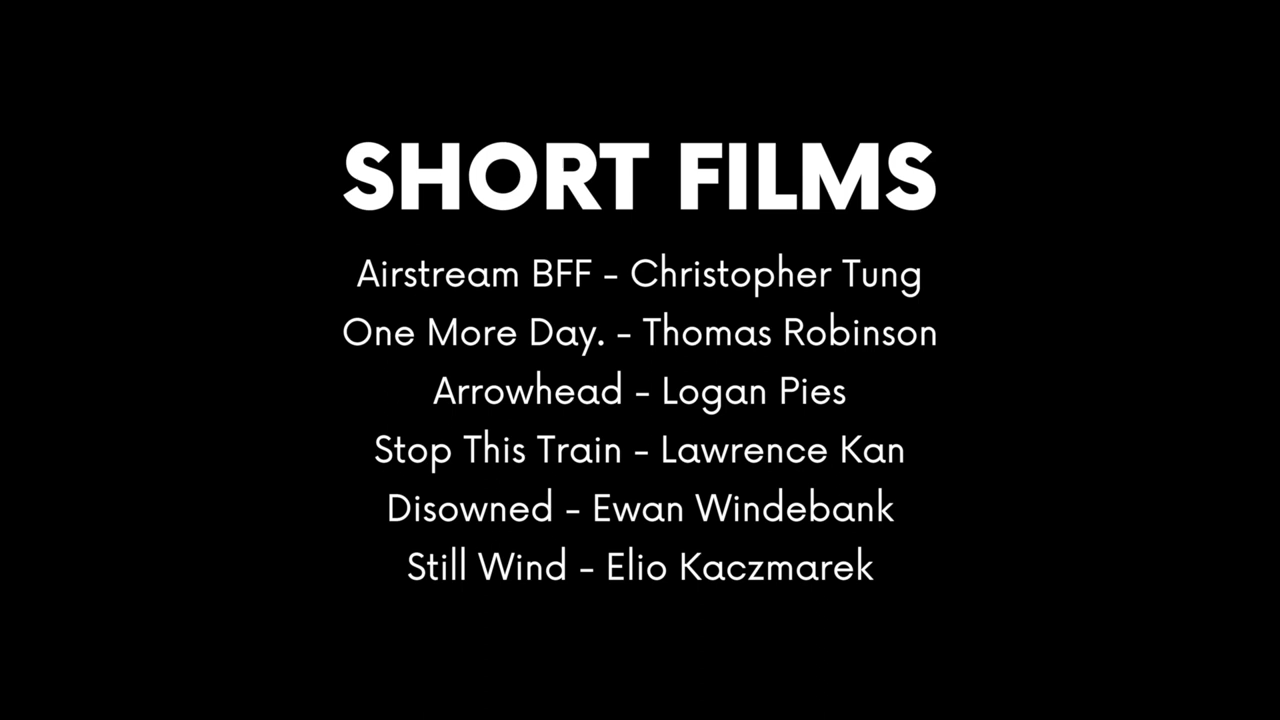 SHORT FILMS
Airstream BFF - Christopher Tung
One More Day. - Thomas Robinson
Arrowhead - Logan Pies
Stop This Train - Lawrence Kan
Disowned - Ewan Windebank
Still Wind - Elio Kaczmarek